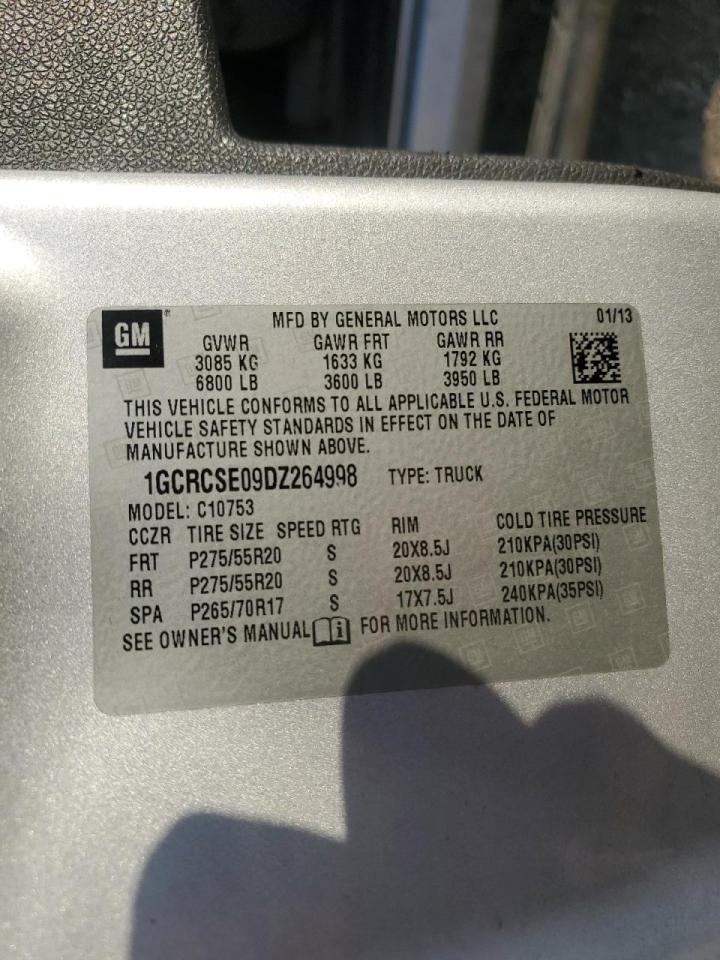 GM
MFD BY GENERAL MOTORS LLC 01/13
GVWR GAWR FRT GAWR RR
3085 KG 1633 KG 1792 KG
6800 LB 3600 LB 3950 LB
THIS VEHICLE CONFORMS TO ALL APPLICABLE U.S. FEDERAL MOTOR
VEHICLE SAFETY STANDARDS IN EFFECT ON THE DATE OF
MANUFACTURE SHOWN ABOVE.
1GCRCSE09DZ264998 TYPE: TRUCK
MODEL: C10753
CCZR TIRE SIZE SPEED RTG RIM COLD TIRE PRESSURE
FRT P275/55R20 S 20X8.5J 210KPA(30PSI)
RR P275/55R20 S 20X8.5J 210KPA(30PSI)
SPA P265/70R17 S 17X7.5J 240KPA(35PSI)
SEE OWNER'S MANUAL i FOR MORE INFORMATION.